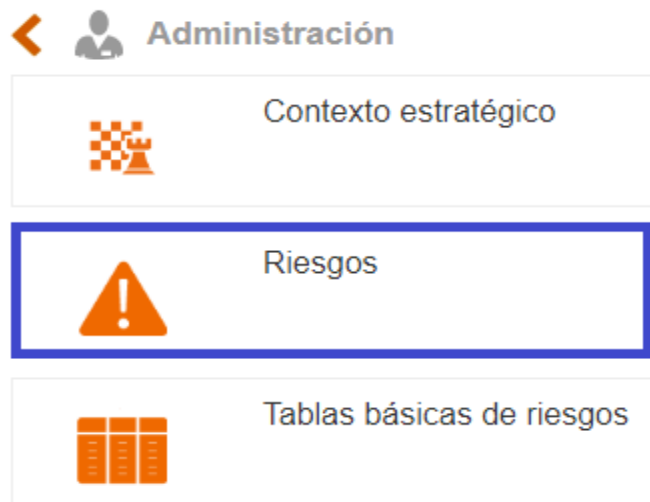 Administración
Contexto estratégico
Riesgos
Tablas básicas de riesgos